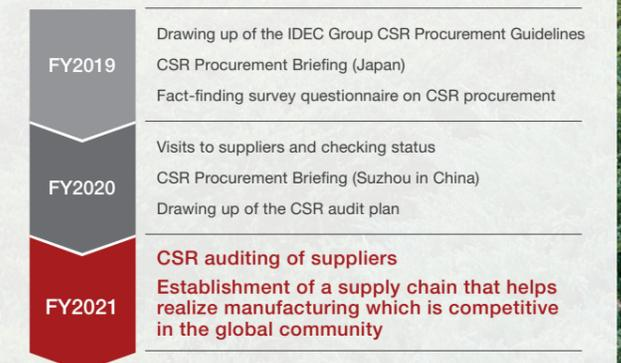 FY2019
Drawing up of the IDEC Group CSR Procurement Guidelines
CSR Procurement Briefing (Japan)
Fact-finding survey questionnaire on CSR procurement
FY2020
Visits to suppliers and checking status
CSR Procurement Briefing (Suzhou in China)
Drawing up of the CSR audit plan
FY2021
CSR auditing of suppliers
Establishment of a supply chain that helps
realize manufacturing which is competitive
in the global community